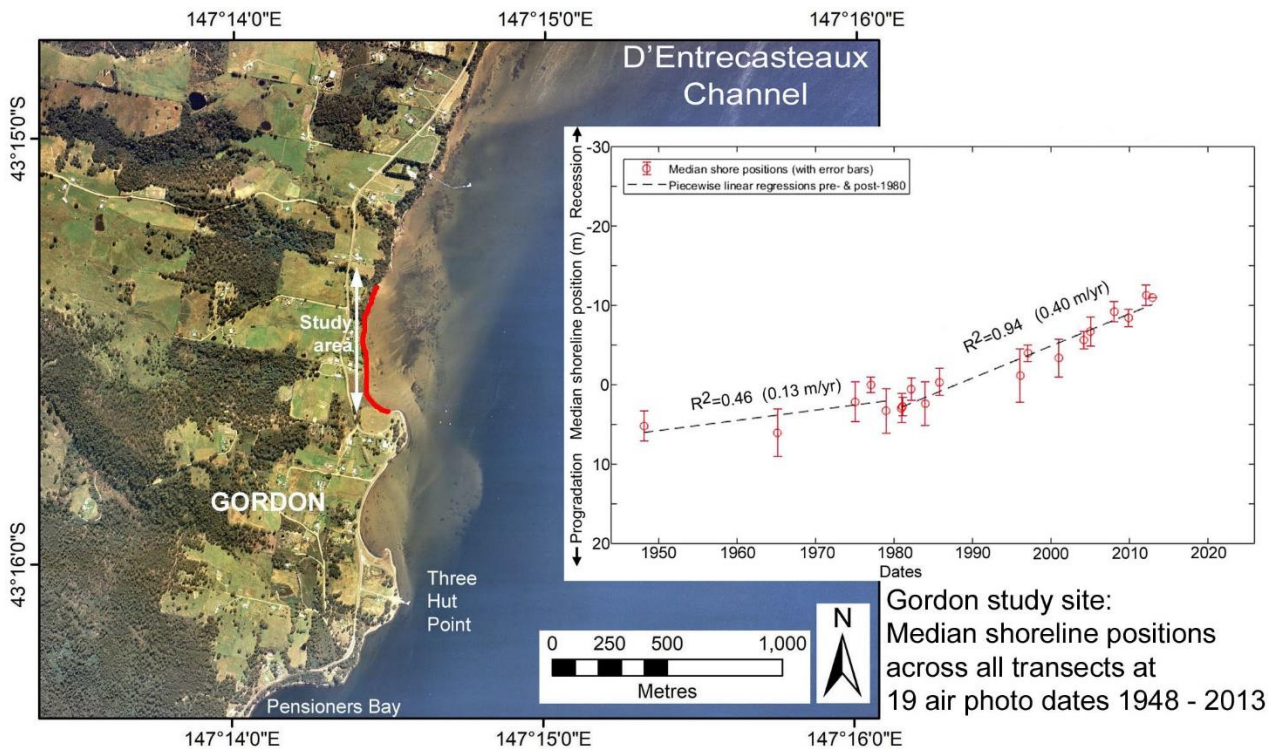 147°14'0"E
147°15'0"E
147°16'0"E
43°15'0"S
43°16'0"S
D'Entrecasteaux
Channel
Study
area
GORDON
Three
Hut
Point
Pensioners Bay
0 250 500 1,000
Metres
N
147°14'0"E
147°15'0"E
147°16'0"E
Progradation Median shoreline position (m) Recession
-30
-20
-10
0
10
20
Median shore positions (with error bars)
Piecewise linear regressions pre- & post-1980
R2=0.46 (0.13 m/yr)
R2=0.94 (0.40 m/yr)
1950 1960 1970 1980 1990 2000 2010 2020
Dates
Gordon study site:
Median shoreline positions
across all transects at
19 air photo dates 1948 - 2013